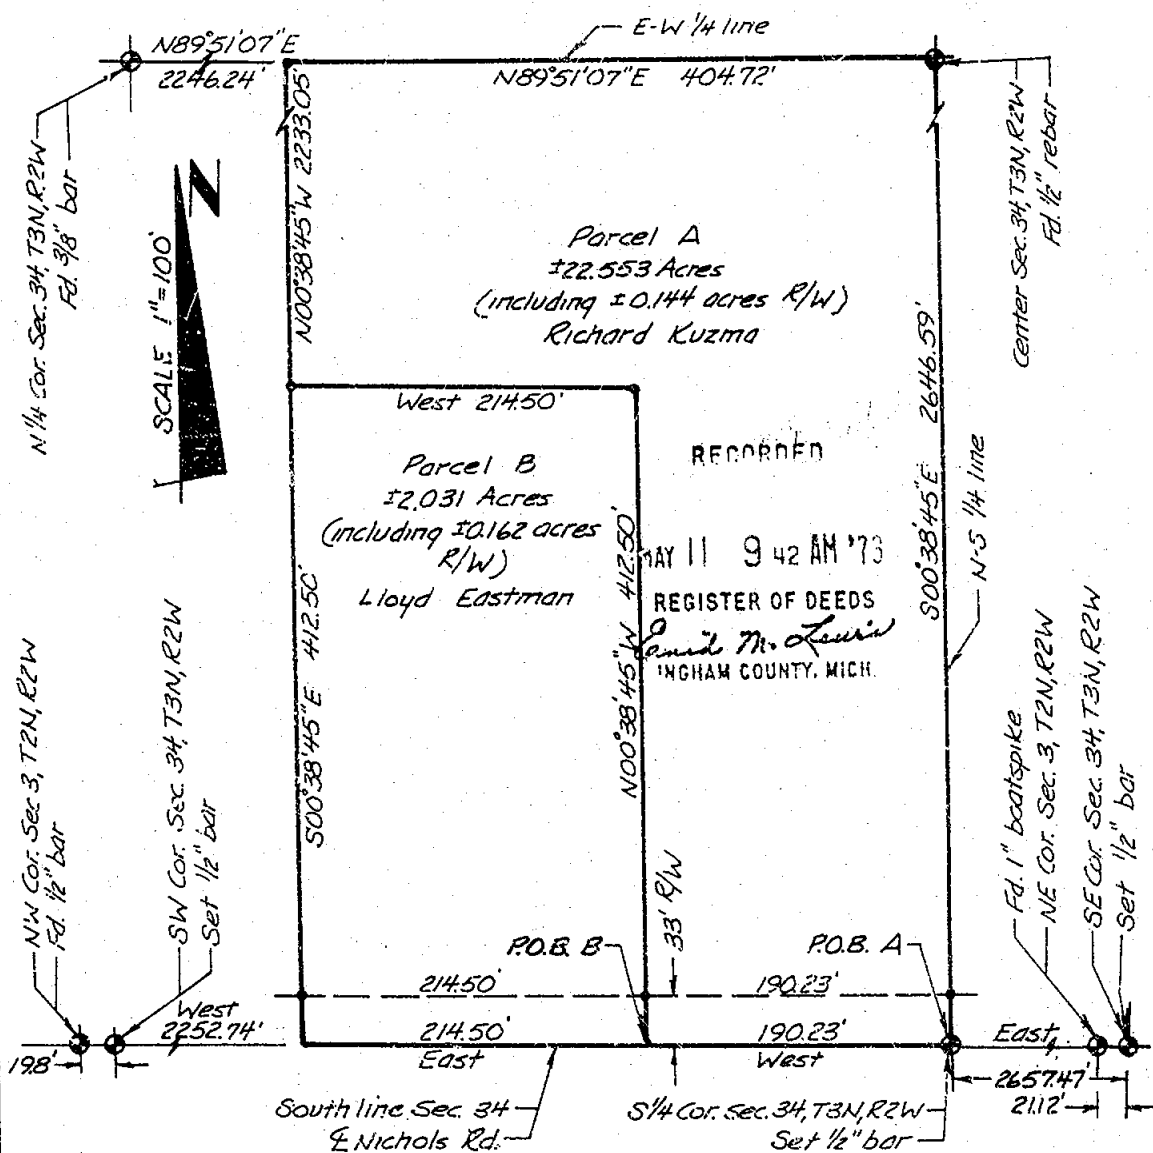 N89°51'07"E
2246.24'
E-W 1/4 line
N89°51'07"E 404.72'
N 1/4 Cor. Sec. 34, T3N, R2W
Fd. 3/8" bar
SCALE 1"=100'
N
N00°38'45"W 2233.05'
Center Sec. 34, T3N, R2W
Fd. 1/2" rebar
Parcel A
±22.553 Acres
(including ±0.144 acres R/W)
Richard Kuzma
S00°38'45"E 2646.59'
N-S 1/4 line
West 214.50'
Parcel B
±2.031 Acres
(including ±0.162 acres
R/W)
Lloyd Eastman
RECORDED
MAY 11 9 42 AM '73
REGISTER OF DEEDS
INGHAM COUNTY, MICH.
S00°38'45"E 412.50'
N00°38'45"W 412.50'
33' R/W
NW Cor. Sec 3, T2N, R2W
Fd. 1/2" bar
SW Cor. Sec. 34, T3N, R2W
Set 1/2" bar
Fd. 1" boatspike
NE Cor. Sec. 3, T2N, R2W
SE Cor. Sec. 34, T3N, R2W
Set 1/2" bar
P.O.B. B
P.O.B. A
214.50'
190.23'
West
2252.74'
19.8'
214.50'
East
190.23'
West
East
2657.47'
21.12'
South line Sec. 34
℄ Nichols Rd.
S 1/4 Cor. Sec. 34, T3N, R2W
Set 1/2" bar